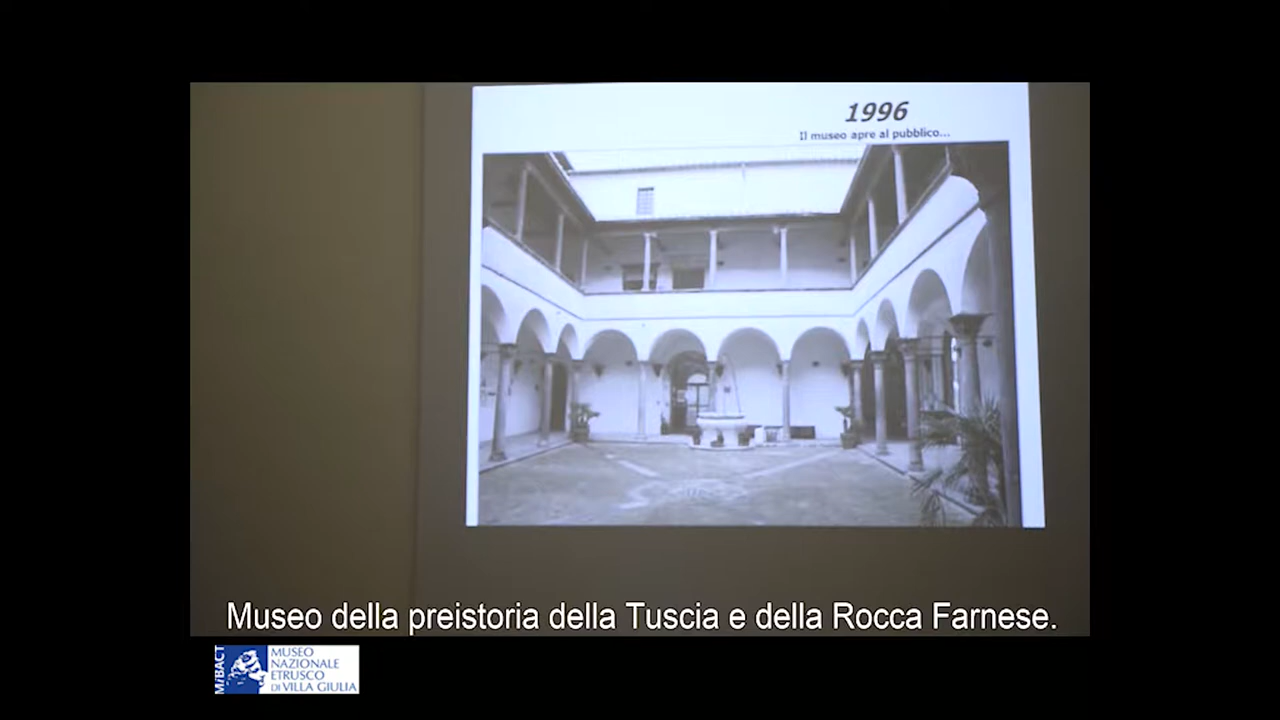 1996
Il museo apre al pubblico...
Museo della preistoria della Tuscia e della Rocca Farnese.
MiBACT
MUSEO
NAZIONALE
ETRUSCO
DI VILLA GIULIA